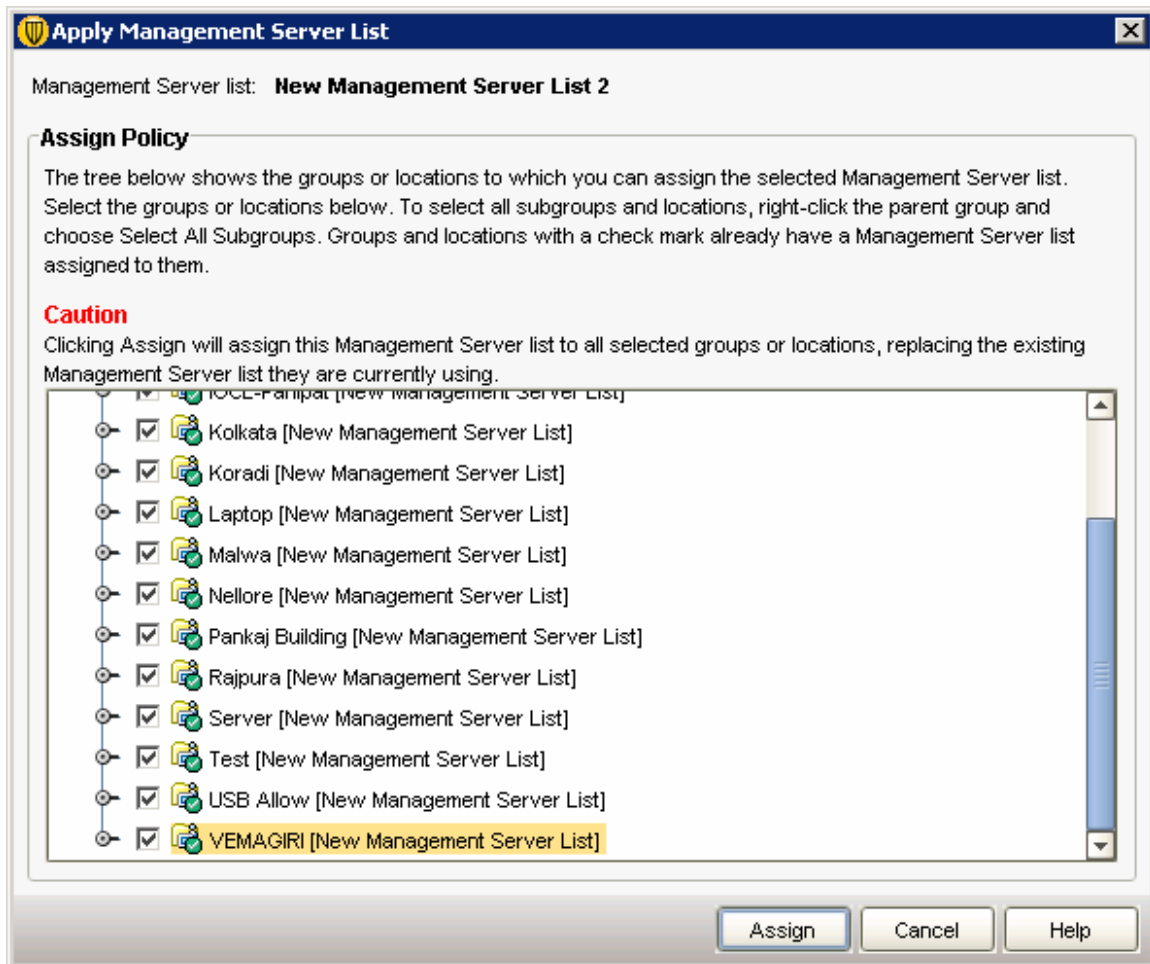 Apply Management Server List
Management Server list: New Management Server List 2
Assign Policy
The tree below shows the groups or locations to which you can assign the selected Management Server list.
Select the groups or locations below. To select all subgroups and locations, right-click the parent group and
choose Select All Subgroups. Groups and locations with a check mark already have a Management Server list
assigned to them.
Caution
Clicking Assign will assign this Management Server list to all selected groups or locations, replacing the existing
Management Server list they are currently using.
IOCL-Panipat [New Management Server List]
Kolkata [New Management Server List]
Koradi [New Management Server List]
Laptop [New Management Server List]
Malwa [New Management Server List]
Nellore [New Management Server List]
Pankaj Building [New Management Server List]
Rajpura [New Management Server List]
Server [New Management Server List]
Test [New Management Server List]
USB Allow [New Management Server List]
VEMAGIRI [New Management Server List]
Assign
Cancel
Help